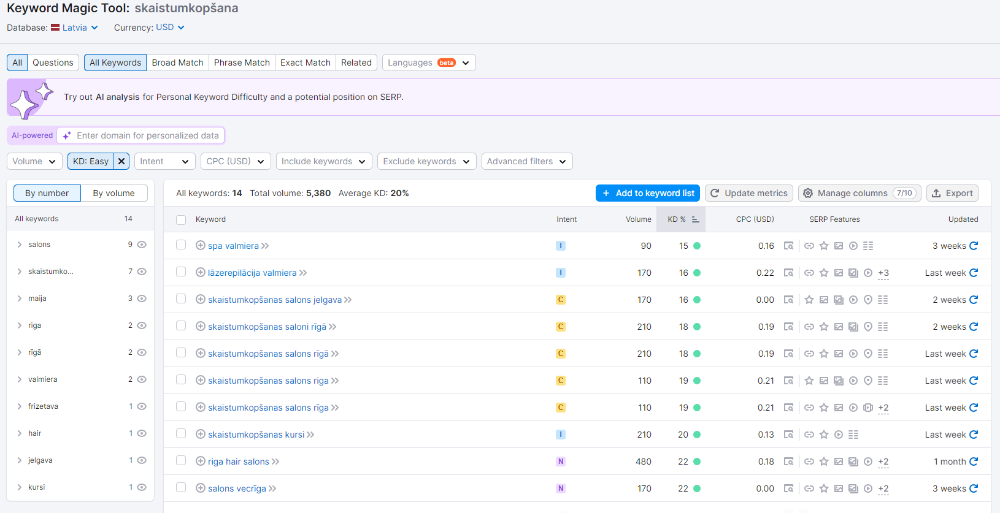 Keyword Magic Tool: skaistumkopšana
Database: Latvia Currency: USD
All Questions All Keywords Broad Match Phrase Match Exact Match Related Languages beta
Try out AI analysis for Personal Keyword Difficulty and a potential position on SERP.
AI-powered Enter domain for personalized data
Volume KD: Easy Intent CPC (USD) Include keywords Exclude keywords Advanced filters
By number By volume
All keywords 14
salons 9
skaistumko... 7
maija 3
riga 2
rīgā 2
valmiera 2
frizetava 1
hair 1
jelgava 1
kursi 1
All keywords: 14 Total volume: 5,380 Average KD: 20%
+ Add to keyword list Update metrics Manage columns 7/10 Export
Keyword Intent Volume KD % CPC (USD) SERP Features Updated
spa valmiera I 90 15 0.16 3 weeks
lāzerepilācija valmiera I 170 16 0.22 +3 Last week
skaistumkopšanas salons jelgava C 170 16 0.00 2 weeks
skaistumkopšanas saloni rīgā C 210 18 0.19 2 weeks
skaistumkopšanas salons rīgā C 210 18 0.19 Last week
skaistumkopšanas salons riga C 110 19 0.21 Last week
skaistumkopšanas salons rīga C 110 19 0.21 +2 Last week
skaistumkopšanas kursi I 210 20 0.13 Last week
riga hair salons N 480 22 0.18 +2 1 month
salons vecrīga N 170 22 0.00 +2 3 weeks